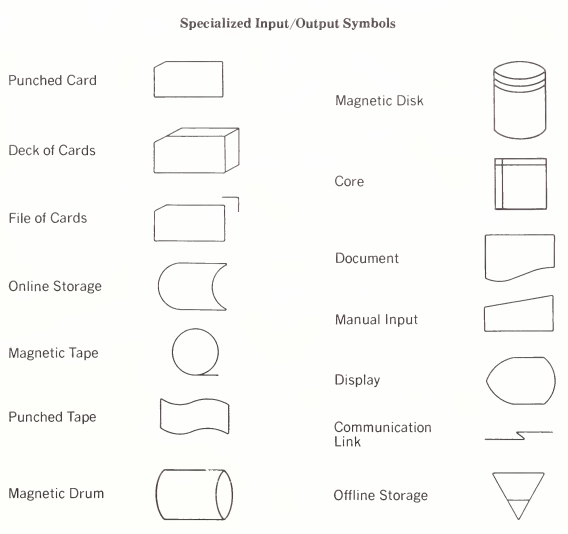 Specialized Input/Output Symbols
Punched Card
Deck of Cards
File of Cards
Online Storage
Magnetic Tape
Punched Tape
Magnetic Drum
Magnetic Disk
Core
Document
Manual Input
Display
Communication
Link
Offline Storage